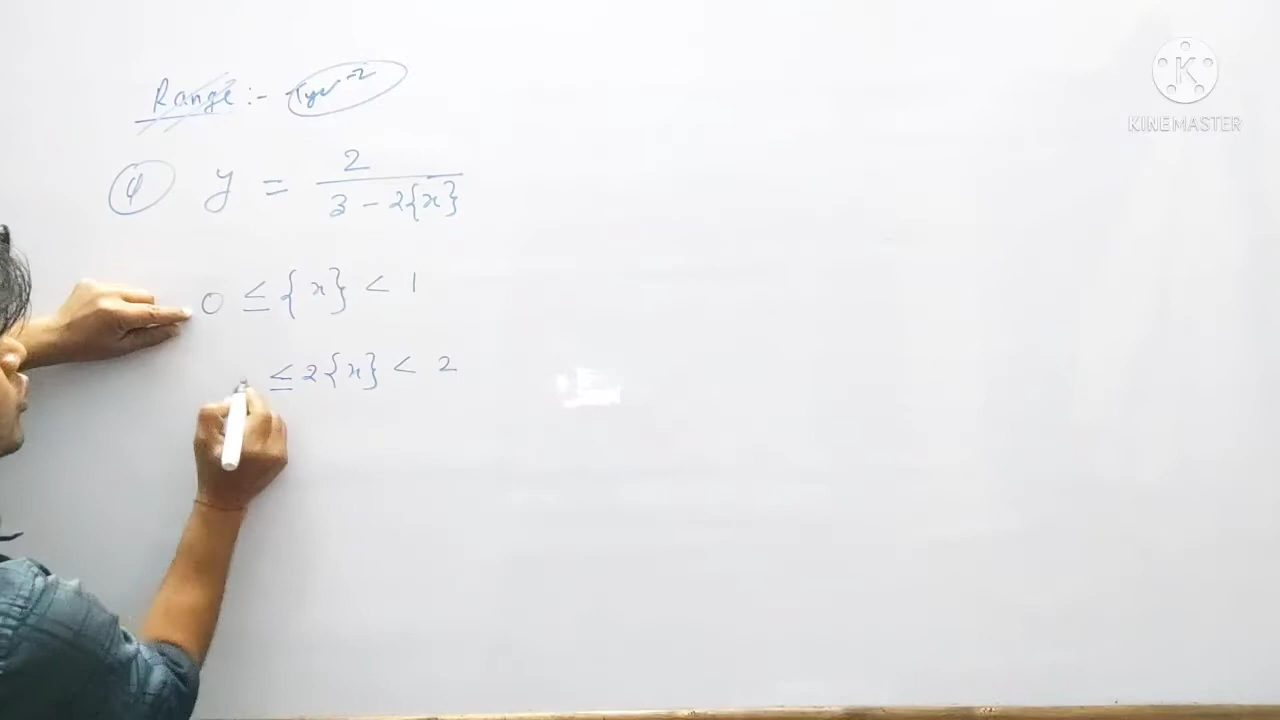 Range :- Type-2
④ y = 2 / (3 - 2{x})
0 ≤ {x} < 1
≤ 2{x} < 2
K
KINEMASTER